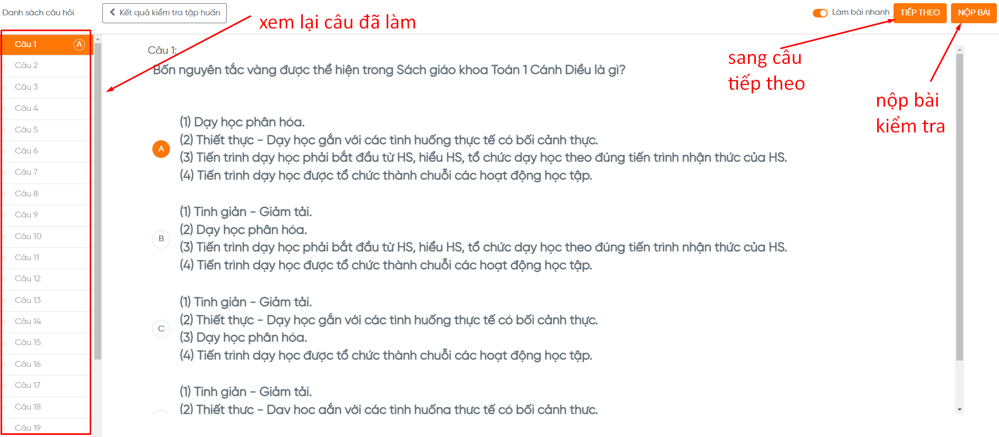 Danh sách câu hỏi
Kết quả kiểm tra tập huấn
xem lại câu đã làm
Làm bài nhanh
TIẾP THEO
NỘP BÀI
Câu 1 A
Câu 2
Câu 3
Câu 4
Câu 5
Câu 6
Câu 7
Câu 8
Câu 9
Câu 10
Câu 11
Câu 12
Câu 13
Câu 14
Câu 15
Câu 16
Câu 17
Câu 18
Câu 19
Câu 1:
Bốn nguyên tắc vàng được thể hiện trong Sách giáo khoa Toán 1 Cánh Diều là gì?
sang câu
tiếp theo
nộp bài
kiểm tra
A
(1) Dạy học phân hóa.
(2) Thiết thực - Dạy học gắn với các tình huống thực tế có bối cảnh thực.
(3) Tiến trình dạy học phải bắt đầu từ HS, hiểu HS, tổ chức dạy học theo đúng tiến trình nhận thức của HS.
(4) Tiến trình dạy học được tổ chức thành chuỗi các hoạt động học tập.
B
(1) Tinh giản - Giảm tải.
(2) Dạy học phân hóa.
(3) Tiến trình dạy học phải bắt đầu từ HS, hiểu HS, tổ chức dạy học theo đúng tiến trình nhận thức của HS.
(4) Tiến trình dạy học được tổ chức thành chuỗi các hoạt động học tập.
C
(1) Tinh giản - Giảm tải.
(2) Thiết thực - Dạy học gắn với các tình huống thực tế có bối cảnh thực.
(3) Dạy học phân hóa.
(4) Tiến trình dạy học được tổ chức thành chuỗi các hoạt động học tập.
(1) Tinh giản - Giảm tải.
(2) Thiết thực - Dạy học gắn với các tình huống thực tế có bối cảnh thực.